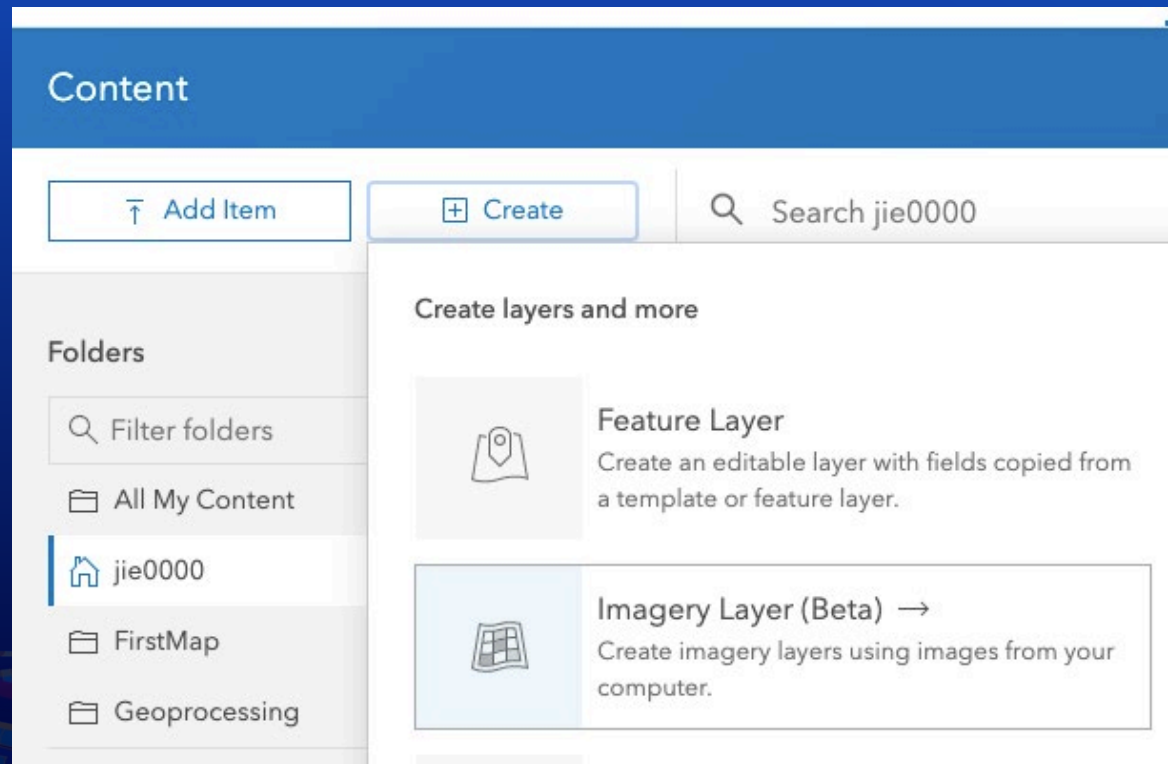 Content
Add Item
Create
Search jie0000
Create layers and more
Folders
Filter folders
All My Content
jie0000
FirstMap
Geoprocessing
Feature Layer
Create an editable layer with fields copied from
a template or feature layer.
Imagery Layer (Beta) →
Create imagery layers using images from your
computer.